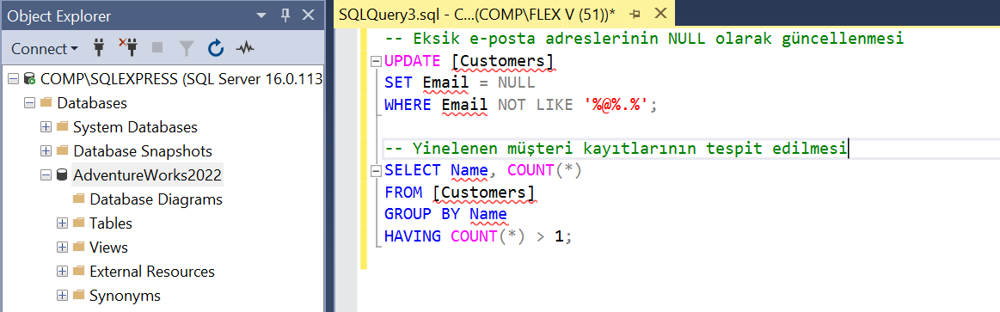 Object Explorer
Connect
COMP\SQLEXPRESS (SQL Server 16.0.113
Databases
System Databases
Database Snapshots
AdventureWorks2022
Database Diagrams
Tables
Views
External Resources
Synonyms
SQLQuery3.sql - C...(COMP\FLEX V (51))*
-- Eksik e-posta adreslerinin NULL olarak güncellenmesi
UPDATE [Customers]
SET Email = NULL
WHERE Email NOT LIKE '%@%.%';
-- Yinelenen müşteri kayıtlarının tespit edilmesi
SELECT Name, COUNT(*)
FROM [Customers]
GROUP BY Name
HAVING COUNT(*) > 1;